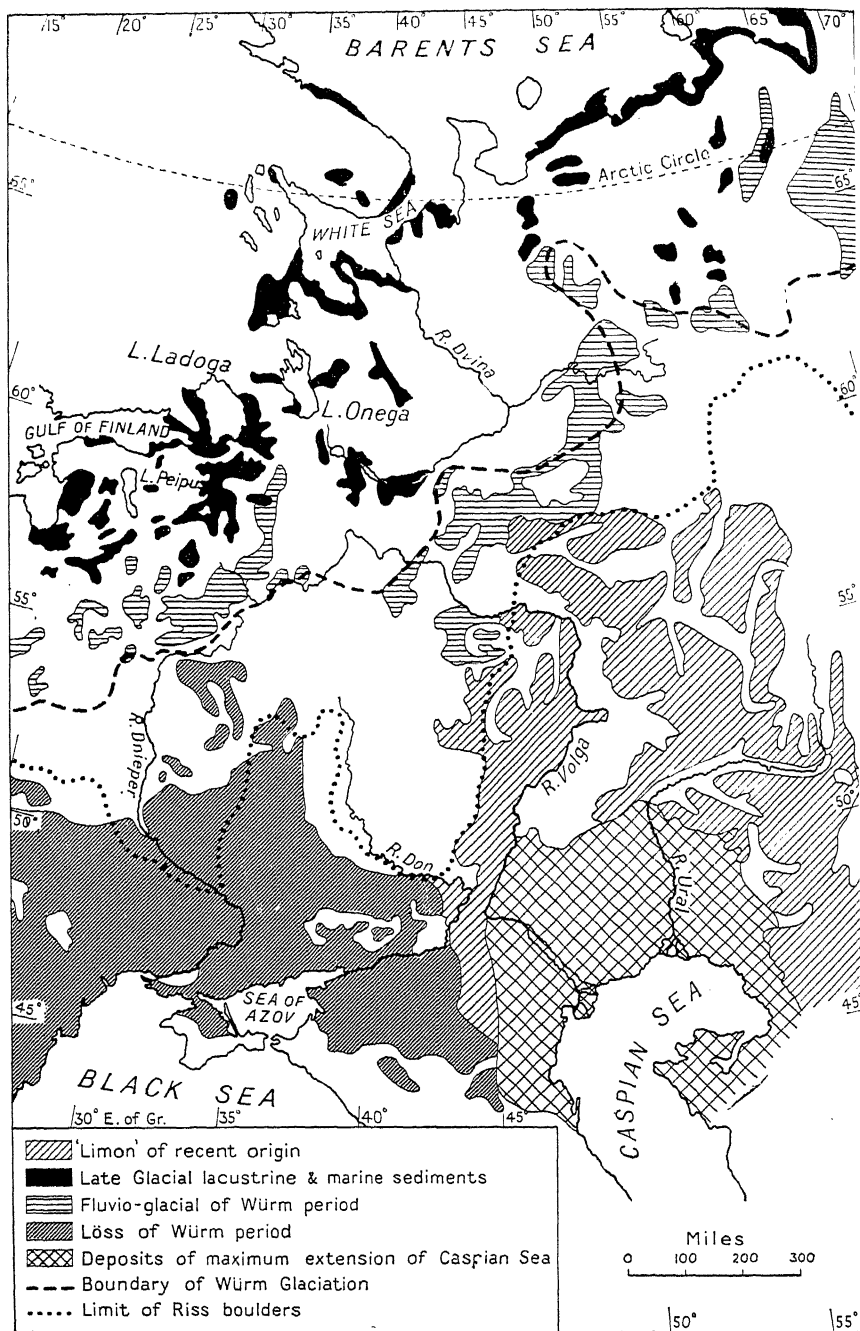 15° 20° 25° 30° 35° 40° 45° 50° 55° 60° 65° 70°
BARENTS SEA
Arctic Circle
65° 65°
WHITE SEA
R. Dvina
L. Ladoga
60° 60°
L. Onega
GULF OF FINLAND
L. Peipus
55° 55°
R. Dnieper
R. Volga
50° 50°
R. Don
R. Ural
SEA OF
AZOV
45° 45°
CASPIAN SEA
BLACK SEA
30° E. of Gr. 35° 40° 45°
'Limon' of recent origin
Late Glacial lacustrine & marine sediments
Fluvio-glacial of Würm period
Löss of Würm period
Deposits of maximum extension of Caspian Sea
Boundary of Würm Glaciation
Limit of Riss boulders
Miles
0 100 200 300
50° 55°